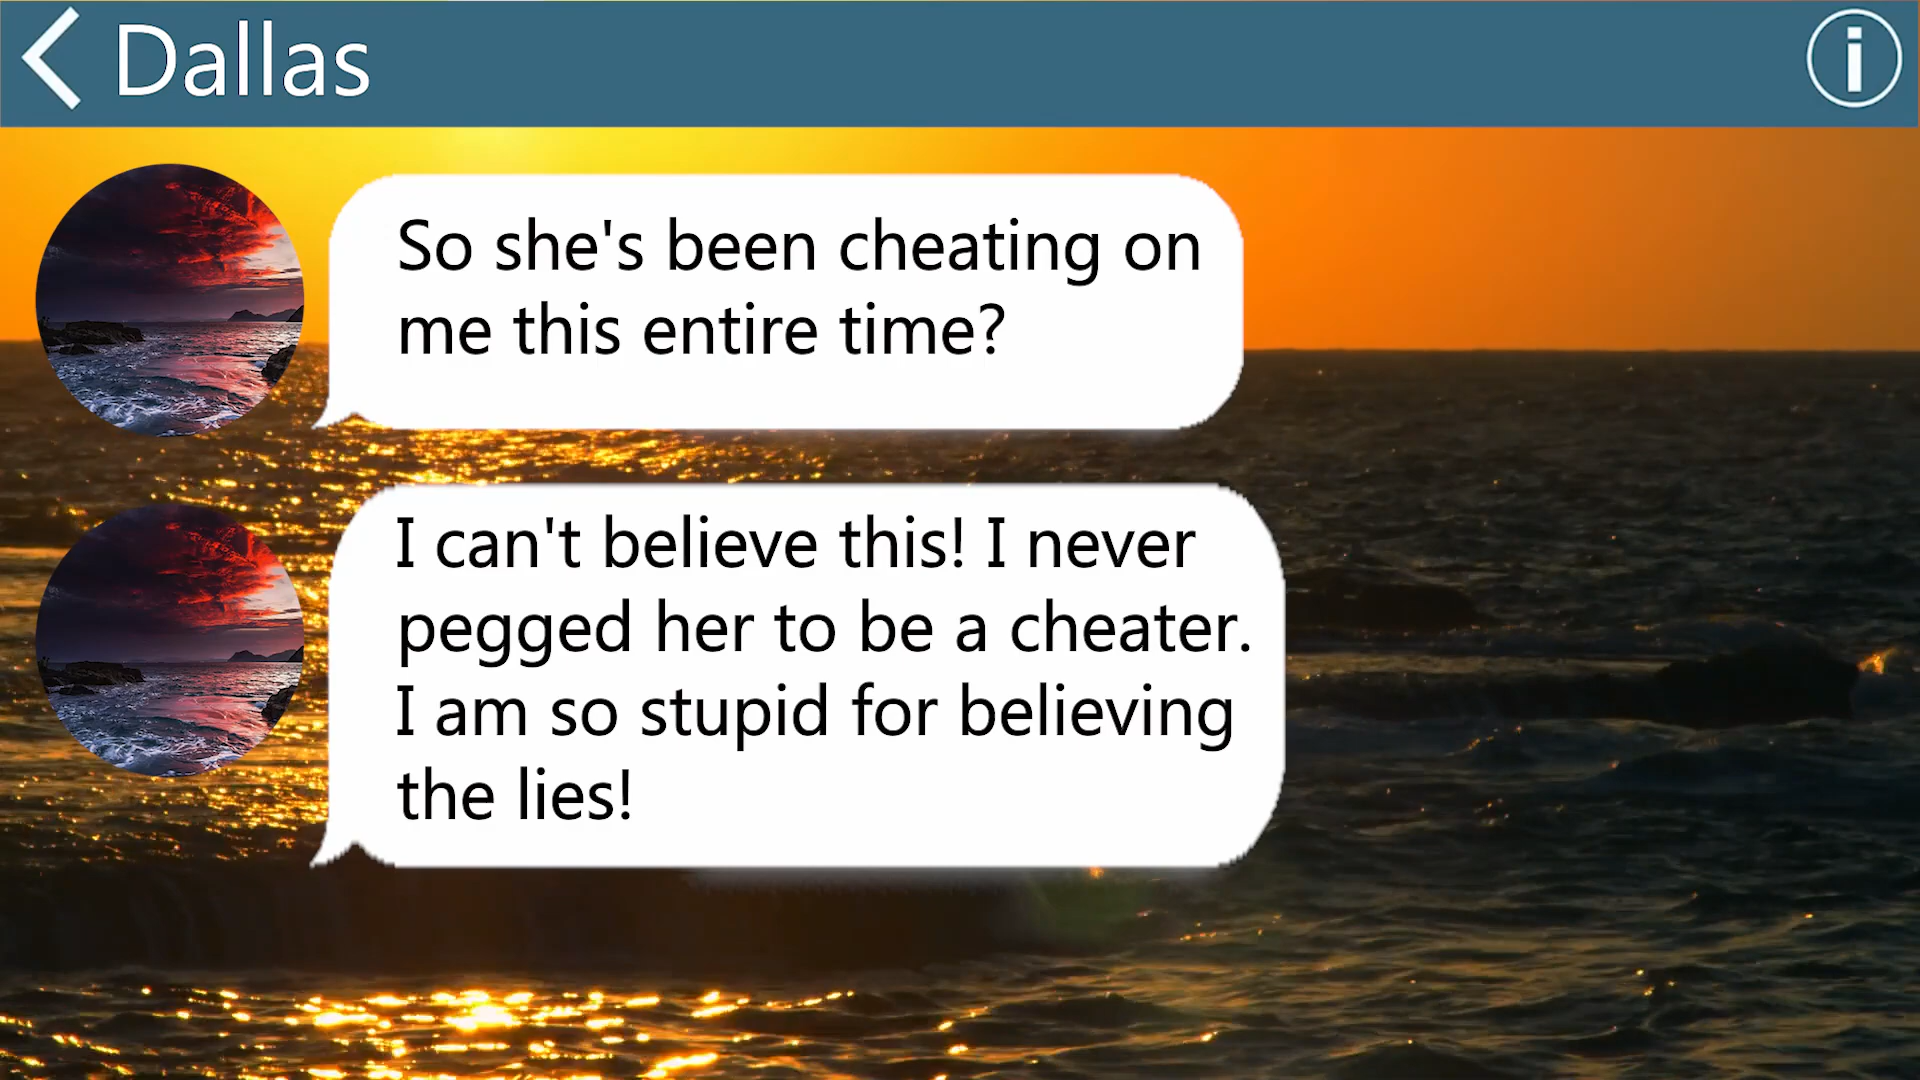 Dallas
So she's been cheating on
me this entire time?
I can't believe this! I never
pegged her to be a cheater.
I am so stupid for believing
the lies!